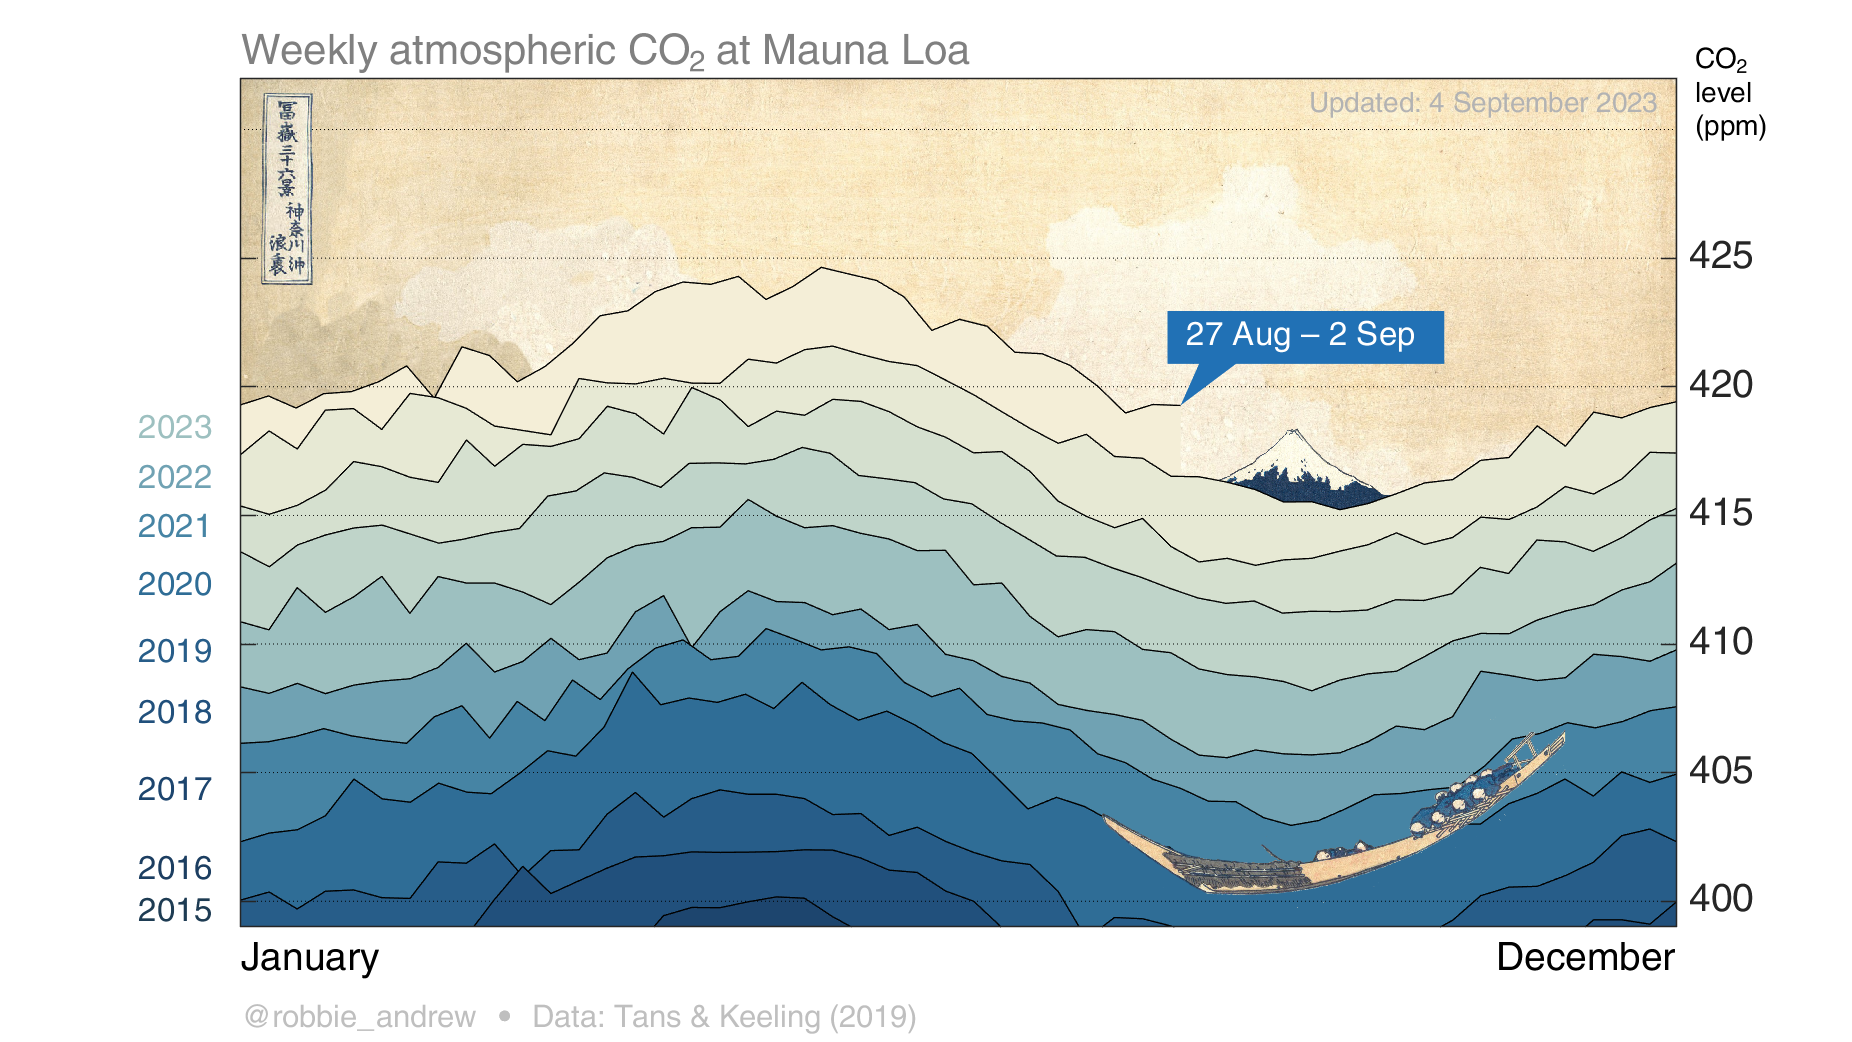 Weekly atmospheric CO₂ at Mauna Loa
CO₂
level
(ppm)
Updated: 4 September 2023
冨嶽三十六景
神奈川沖
浪裏
27 Aug – 2 Sep
425
420
415
410
405
400
2023
2022
2021
2020
2019
2018
2017
2016
2015
January
December
@robbie_andrew • Data: Tans & Keeling (2019)